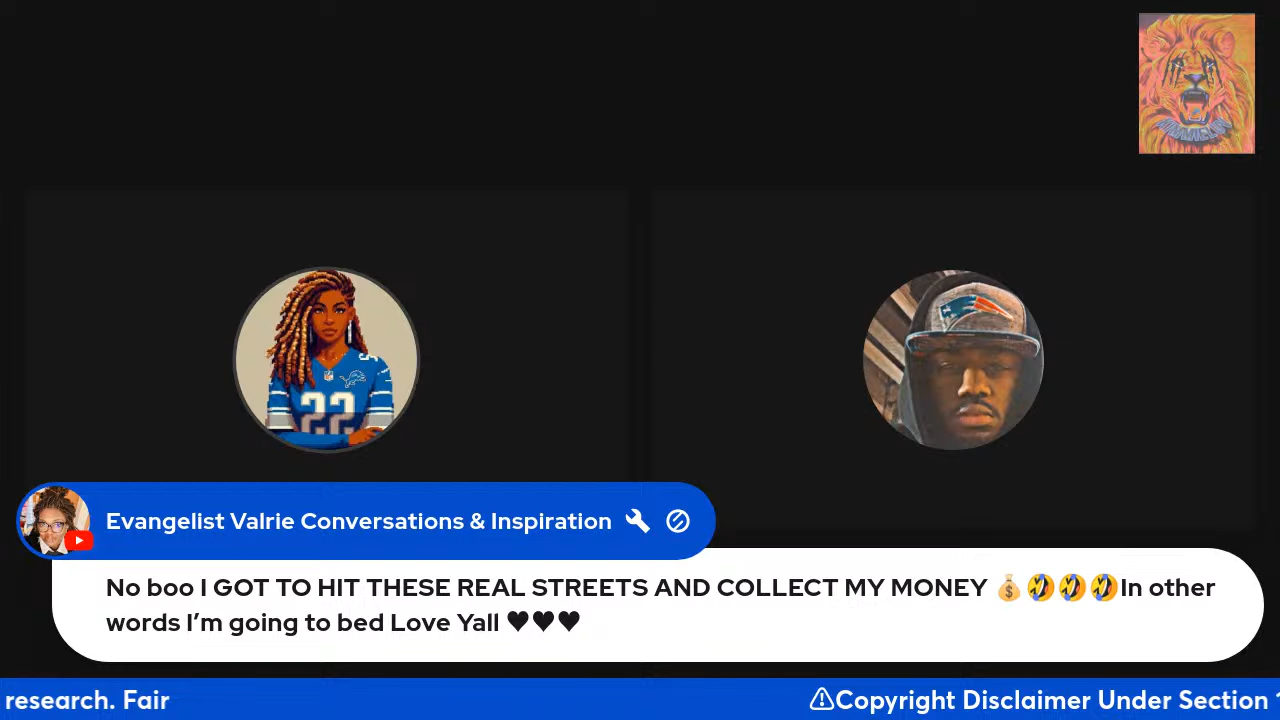 22
Evangelist Valrie Conversations & Inspiration
No boo I GOT TO HIT THESE REAL STREETS AND COLLECT MY MONEY 💰🤣🤣🤣In other
words I’m going to bed Love Yall ♥♥♥
research. Fair
⚠Copyright Disclaimer Under Section